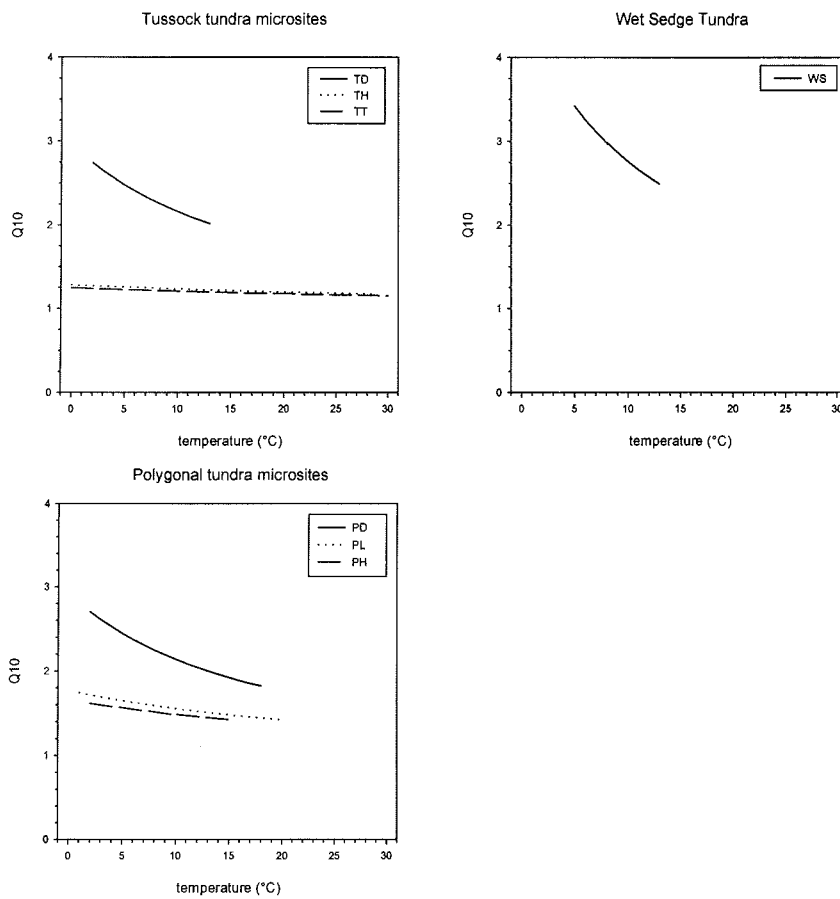 Tussock tundra microsites
4
3
2
1
0
Q10
TD
TH
TT
0 5 10 15 20 25 30
temperature (°C)
Wet Sedge Tundra
4
3
2
1
0
Q10
WS
0 5 10 15 20 25 30
temperature (°C)
Polygonal tundra microsites
4
3
2
1
0
Q10
PD
PL
PH
0 5 10 15 20 25 30
temperature (°C)